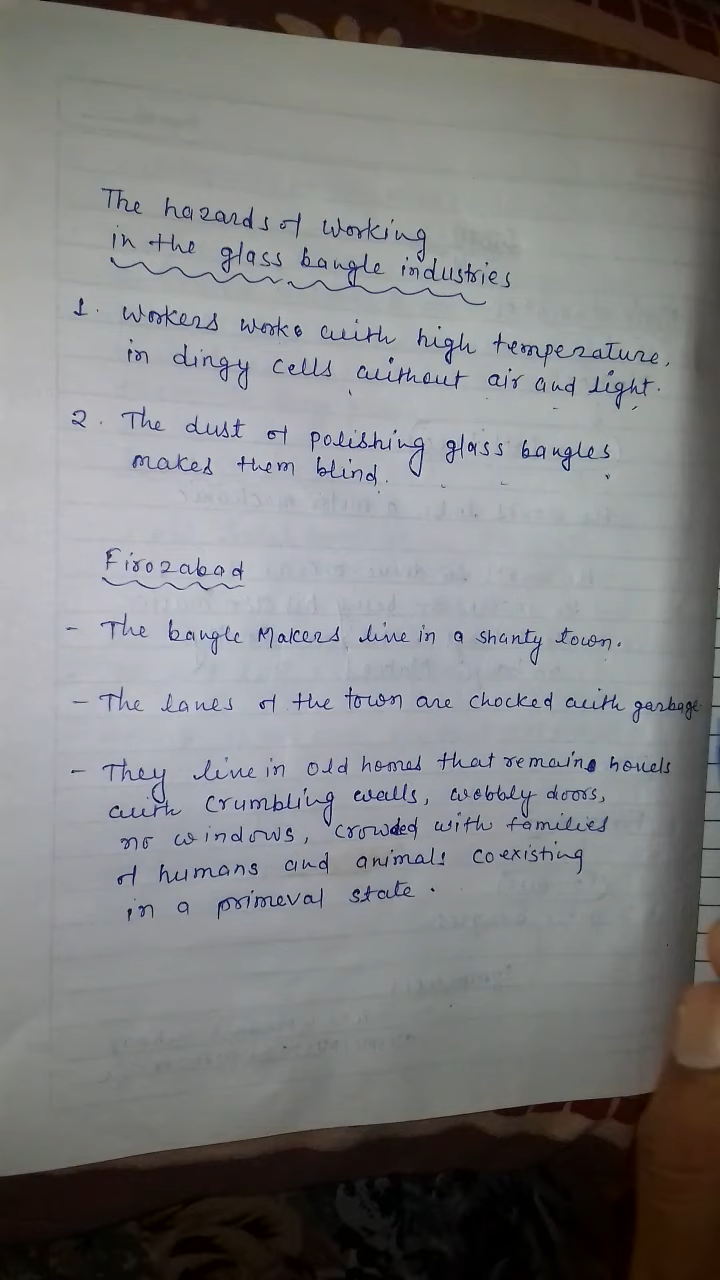 The hazards of working
in the glass bangle industries
1. Workers works with high temperature,
in dingy cells without air and light.
2. The dust of polishing glass bangles
makes them blind.
Firozabad
- The bangle Makers live in a shanty town.
- The lanes of the town are chocked with garbage
- They live in old homes that remains hovels
with crumbling walls, wobbly doors,
no windows, crowded with families
of humans and animals coexisting
in a primeval state.